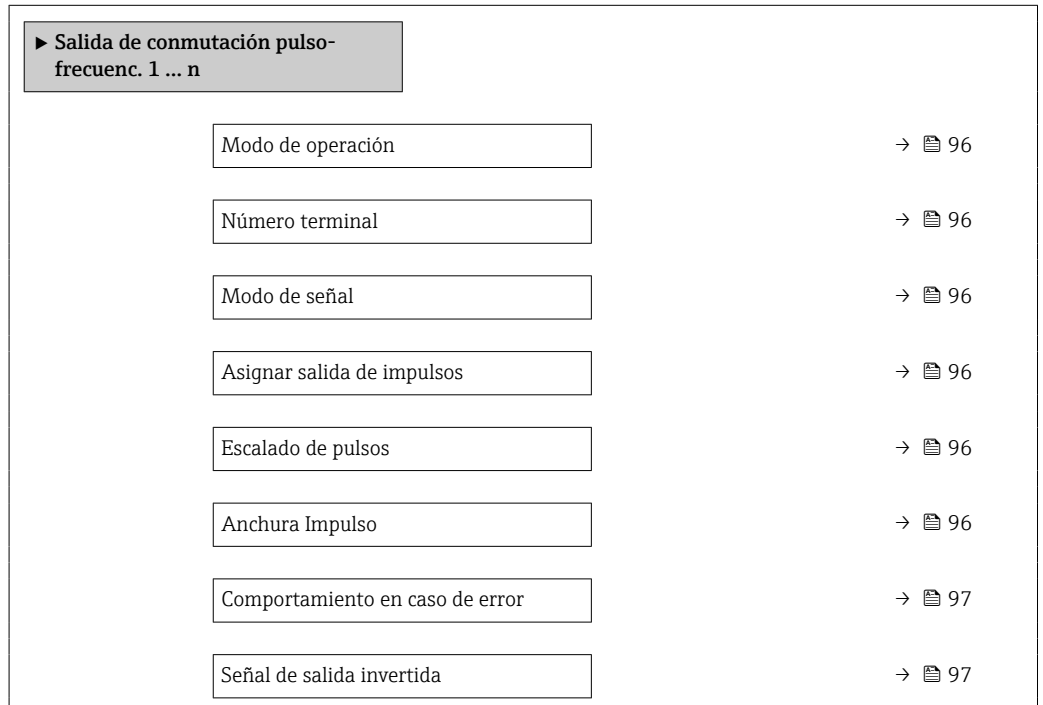 ▶ Salida de conmutación pulso-
frecuenc. 1 ... n
Modo de operación → 96
Número terminal → 96
Modo de señal → 96
Asignar salida de impulsos → 96
Escalado de pulsos → 96
Anchura Impulso → 96
Comportamiento en caso de error → 97
Señal de salida invertida → 97